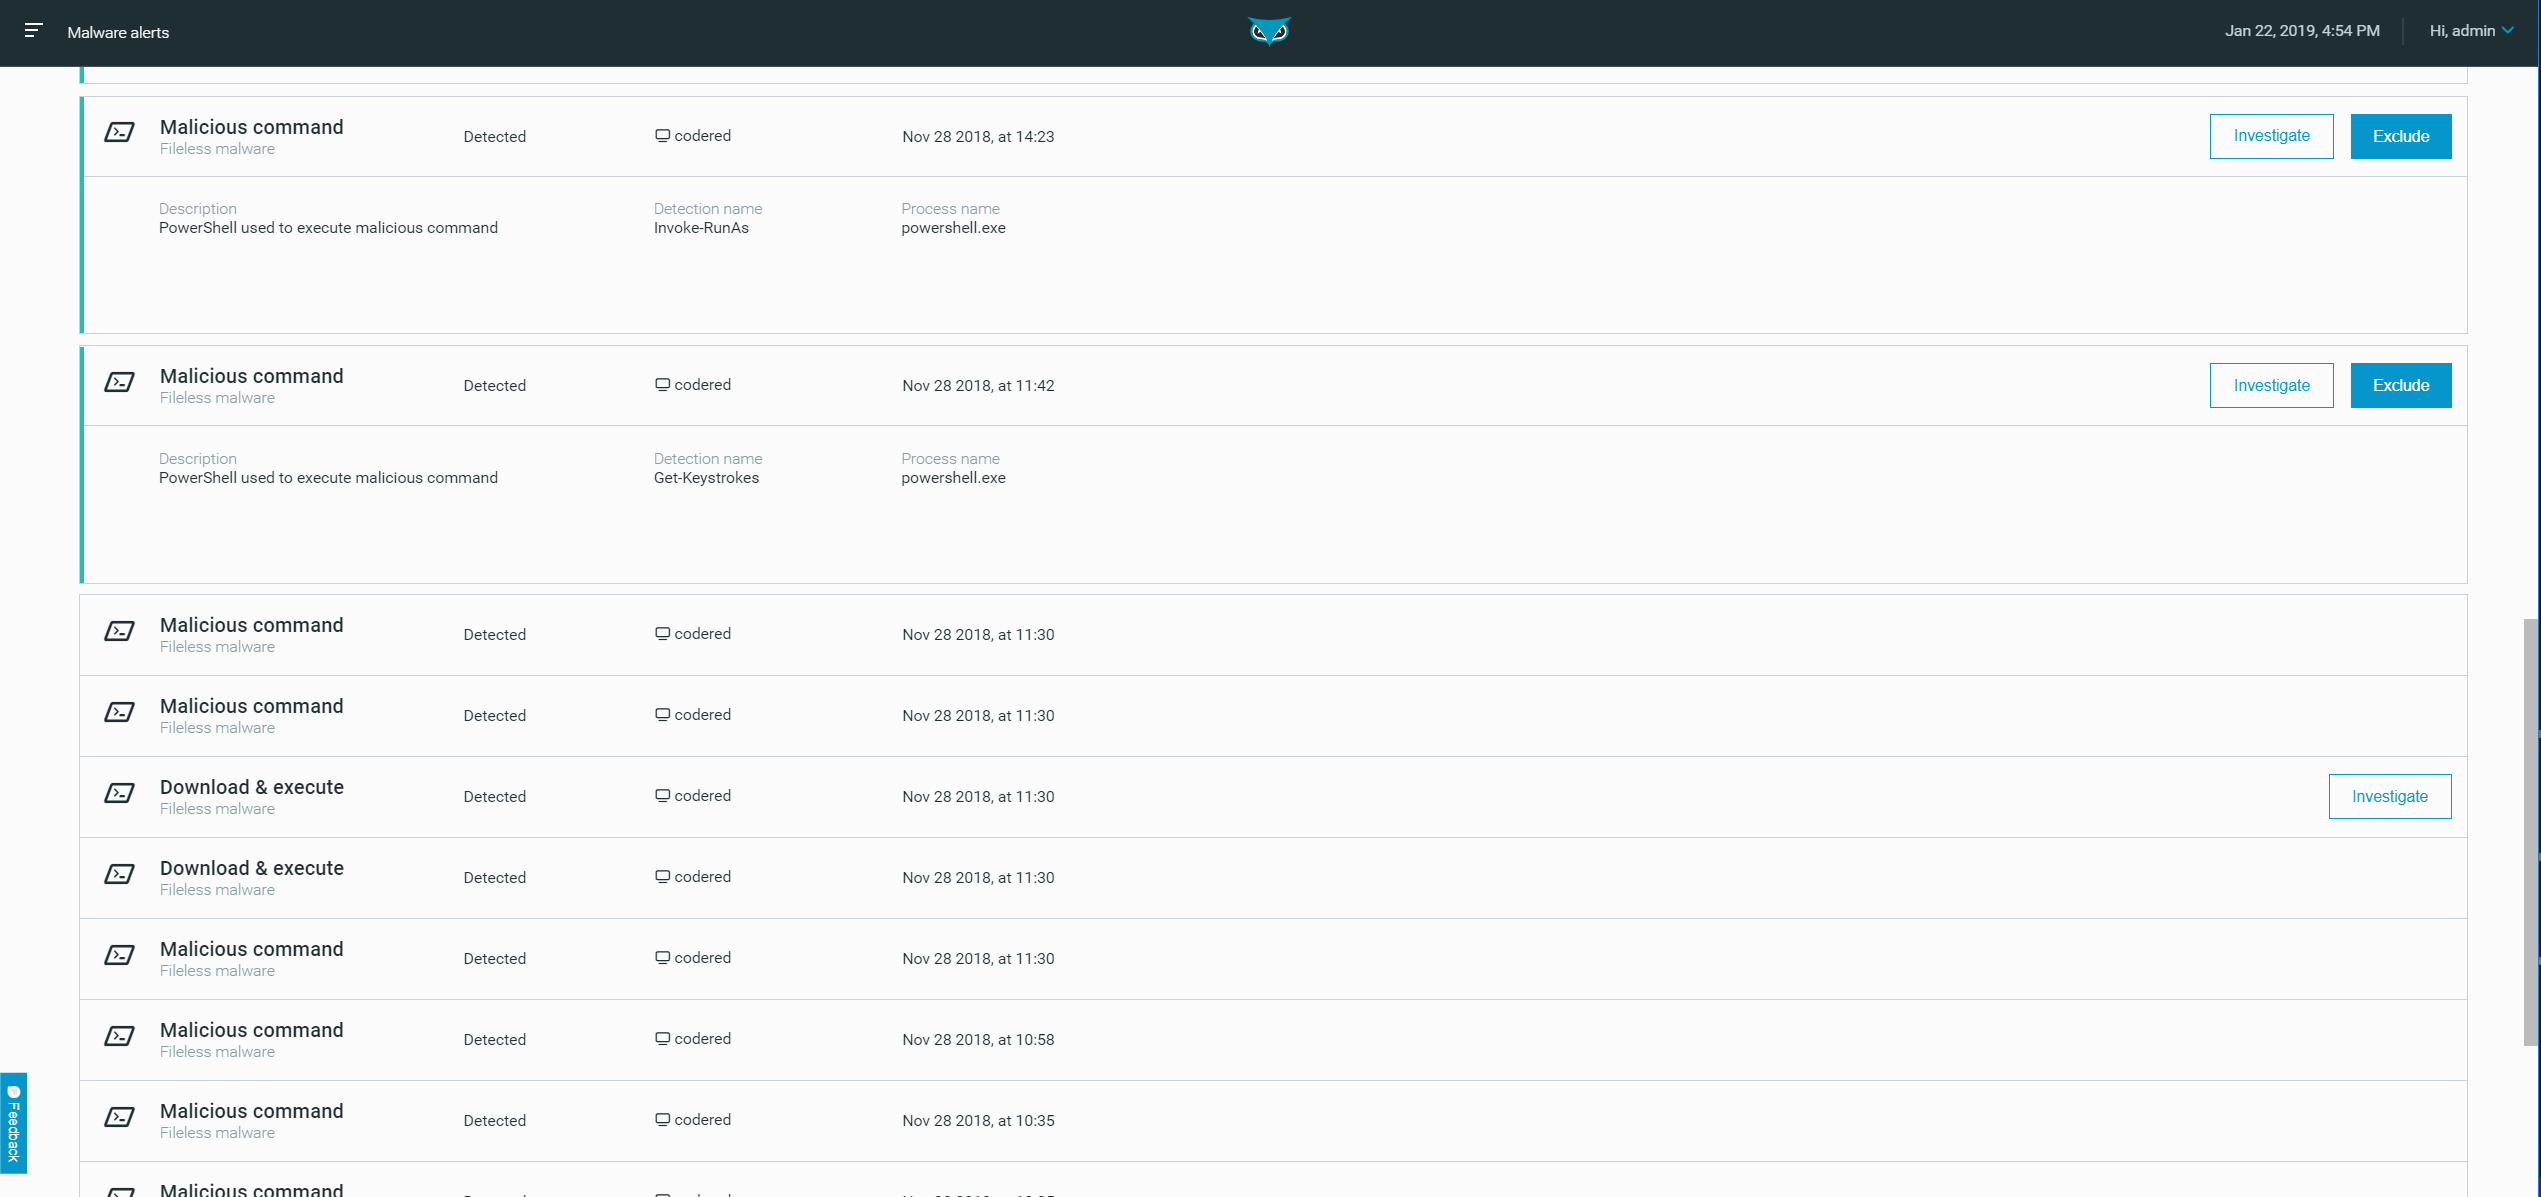 Malware alerts
Jan 22, 2019, 4:54 PM
Hi, admin
Malicious command
Fileless malware
Detected
codered
Nov 28 2018, at 14:23
Investigate
Exclude
Description
Detection name
Process name
PowerShell used to execute malicious command
Invoke-RunAs
powershell.exe
Malicious command
Fileless malware
Detected
codered
Nov 28 2018, at 11:42
Investigate
Exclude
Description
Detection name
Process name
PowerShell used to execute malicious command
Get-Keystrokes
powershell.exe
Malicious command
Fileless malware
Detected
codered
Nov 28 2018, at 11:30
Malicious command
Fileless malware
Detected
codered
Nov 28 2018, at 11:30
Download & execute
Fileless malware
Detected
codered
Nov 28 2018, at 11:30
Investigate
Download & execute
Fileless malware
Detected
codered
Nov 28 2018, at 11:30
Malicious command
Fileless malware
Detected
codered
Nov 28 2018, at 11:30
Malicious command
Fileless malware
Detected
codered
Nov 28 2018, at 10:58
Malicious command
Fileless malware
Detected
codered
Nov 28 2018, at 10:35
Malicious command
Feedback